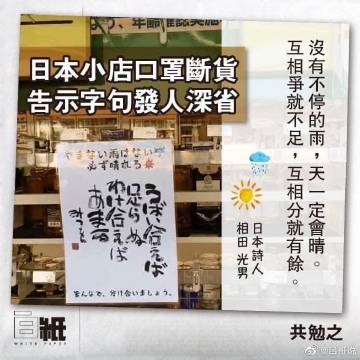 日本小店口罩斷貨
告示字句發人深省
やまない雨はない
必ず晴れる
うばい合えば
足らぬ
わけ合えば
あまる
みつを
皆んなで、分け合いましょう。
沒有不停的雨，天一定會晴。
互相爭就不足，互相分就有餘。
日本詩人
相田 光男
白紙
WHITE PAPER
共勉之